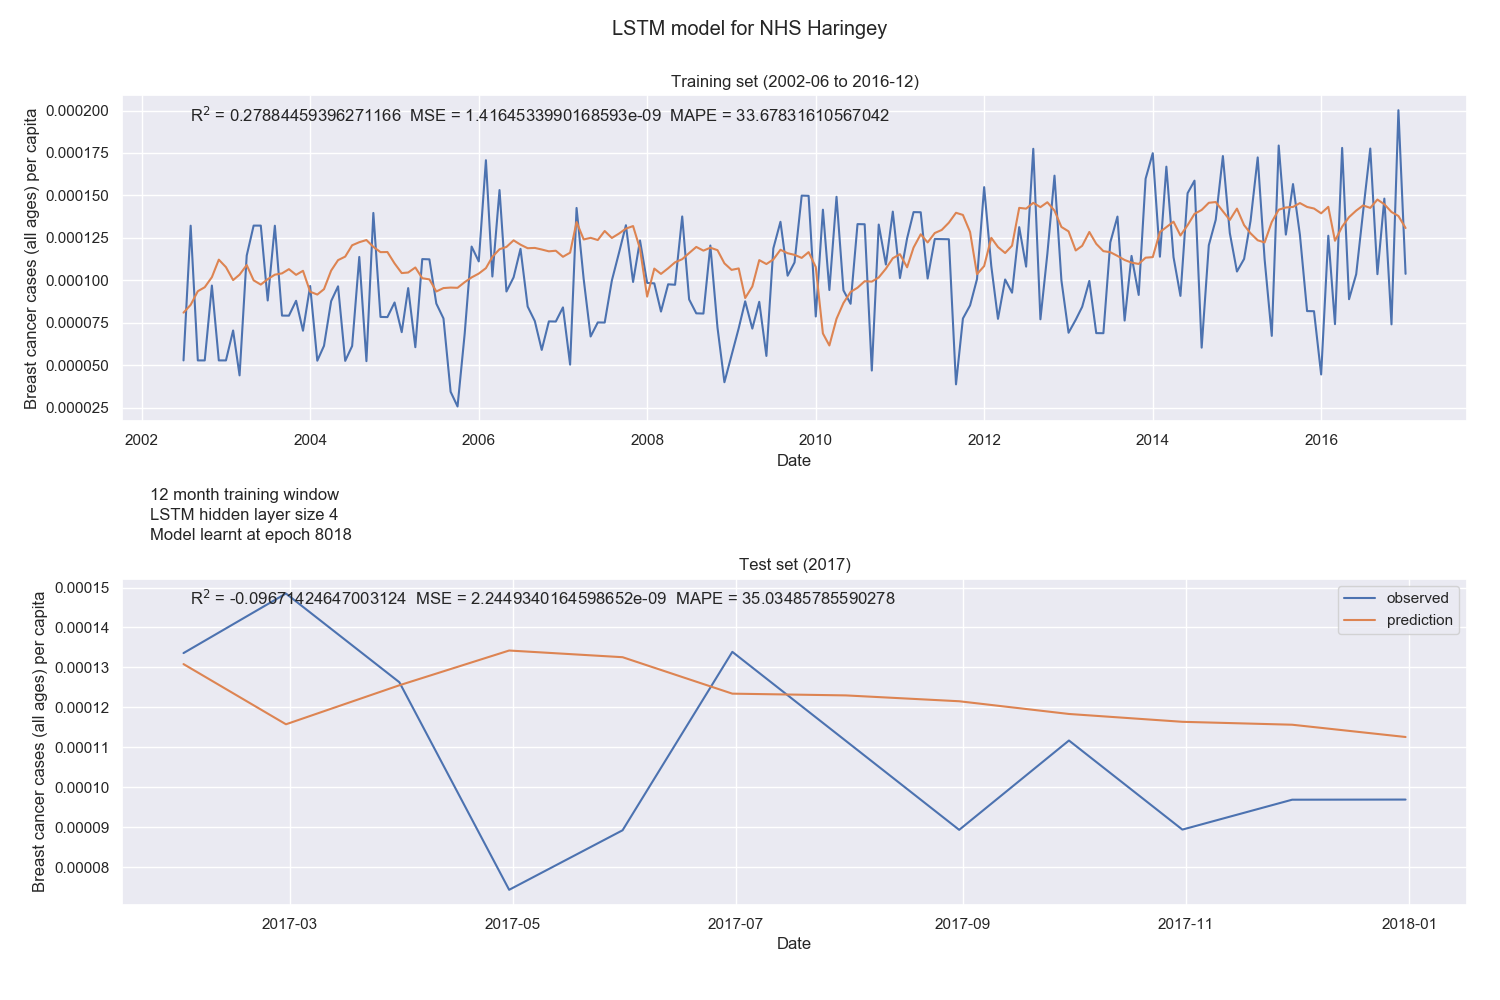 LSTM model for NHS Haringey
Training set (2002-06 to 2016-12)
R² = 0.27884459396271166 MSE = 1.4164533990168593e-09 MAPE = 33.67831610567042
Breast cancer cases (all ages) per capita
0.000200
0.000175
0.000150
0.000125
0.000100
0.000075
0.000050
0.000025
2002 2004 2006 2008 2010 2012 2014 2016
Date
12 month training window
LSTM hidden layer size 4
Model learnt at epoch 8018
Test set (2017)
R² = -0.09671424647003124 MSE = 2.2449340164598652e-09 MAPE = 35.03485785590278
observed
prediction
Breast cancer cases (all ages) per capita
0.00015
0.00014
0.00013
0.00012
0.00011
0.00010
0.00009
0.00008
2017-03 2017-05 2017-07 2017-09 2017-11 2018-01
Date